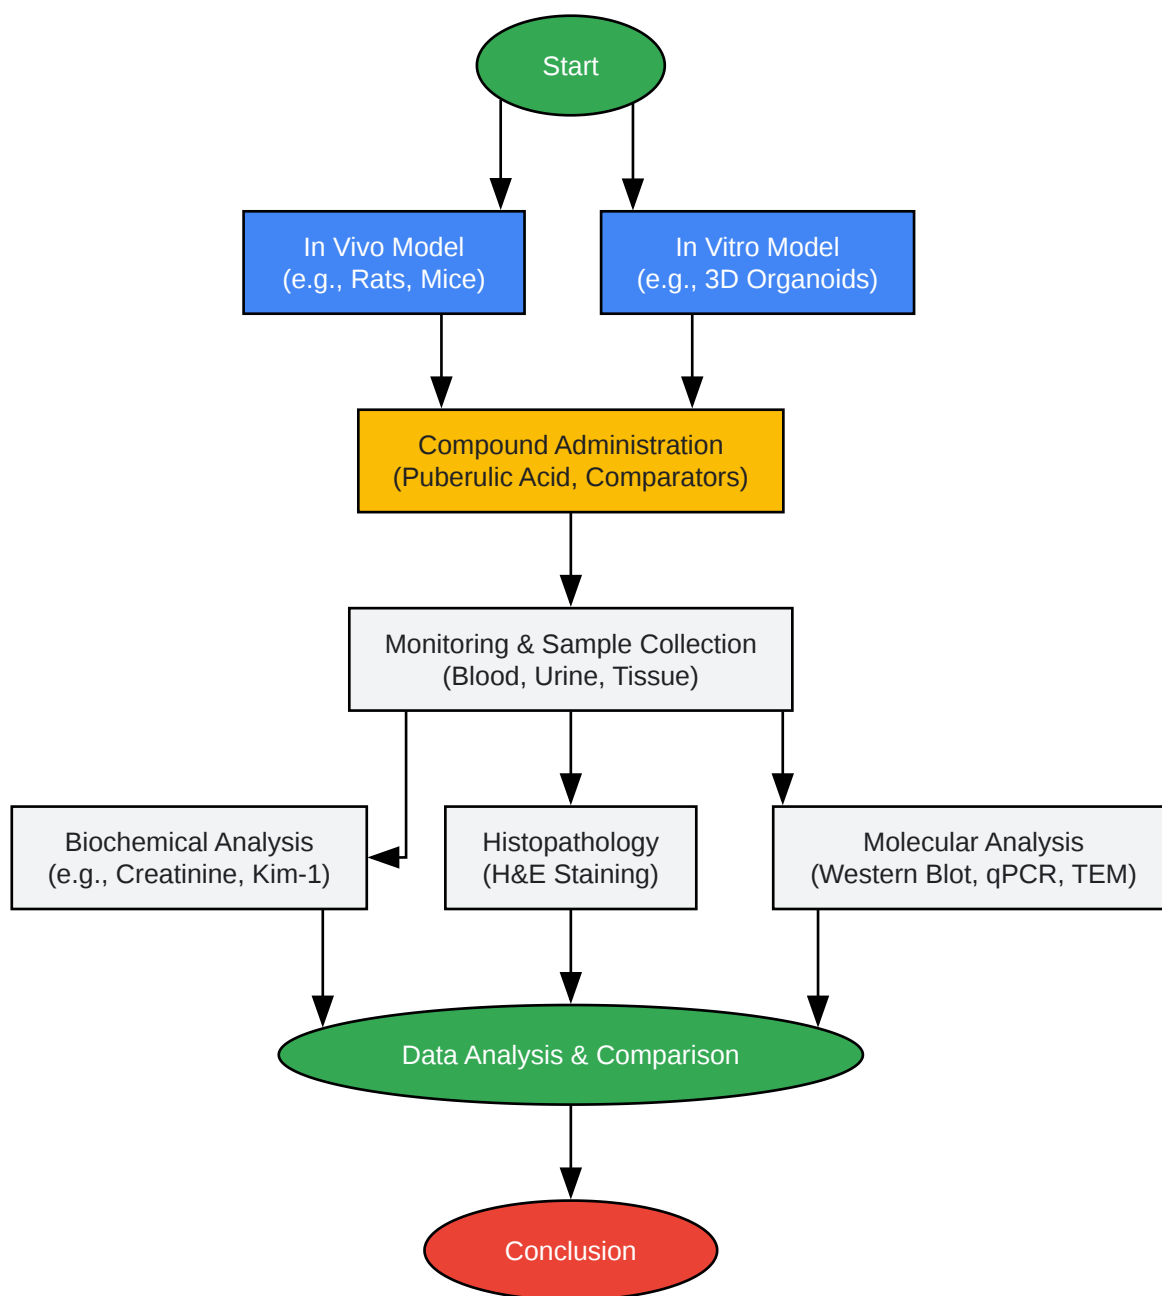 Start
In Vivo Model
(e.g., Rats, Mice)
In Vitro Model
(e.g., 3D Organoids)
Compound Administration
(Puberulic Acid, Comparators)
Monitoring & Sample Collection
(Blood, Urine, Tissue)
Biochemical Analysis
(e.g., Creatinine, Kim-1)
Histopathology
(H&E Staining)
Molecular Analysis
(Western Blot, qPCR, TEM)
Data Analysis & Comparison
Conclusion